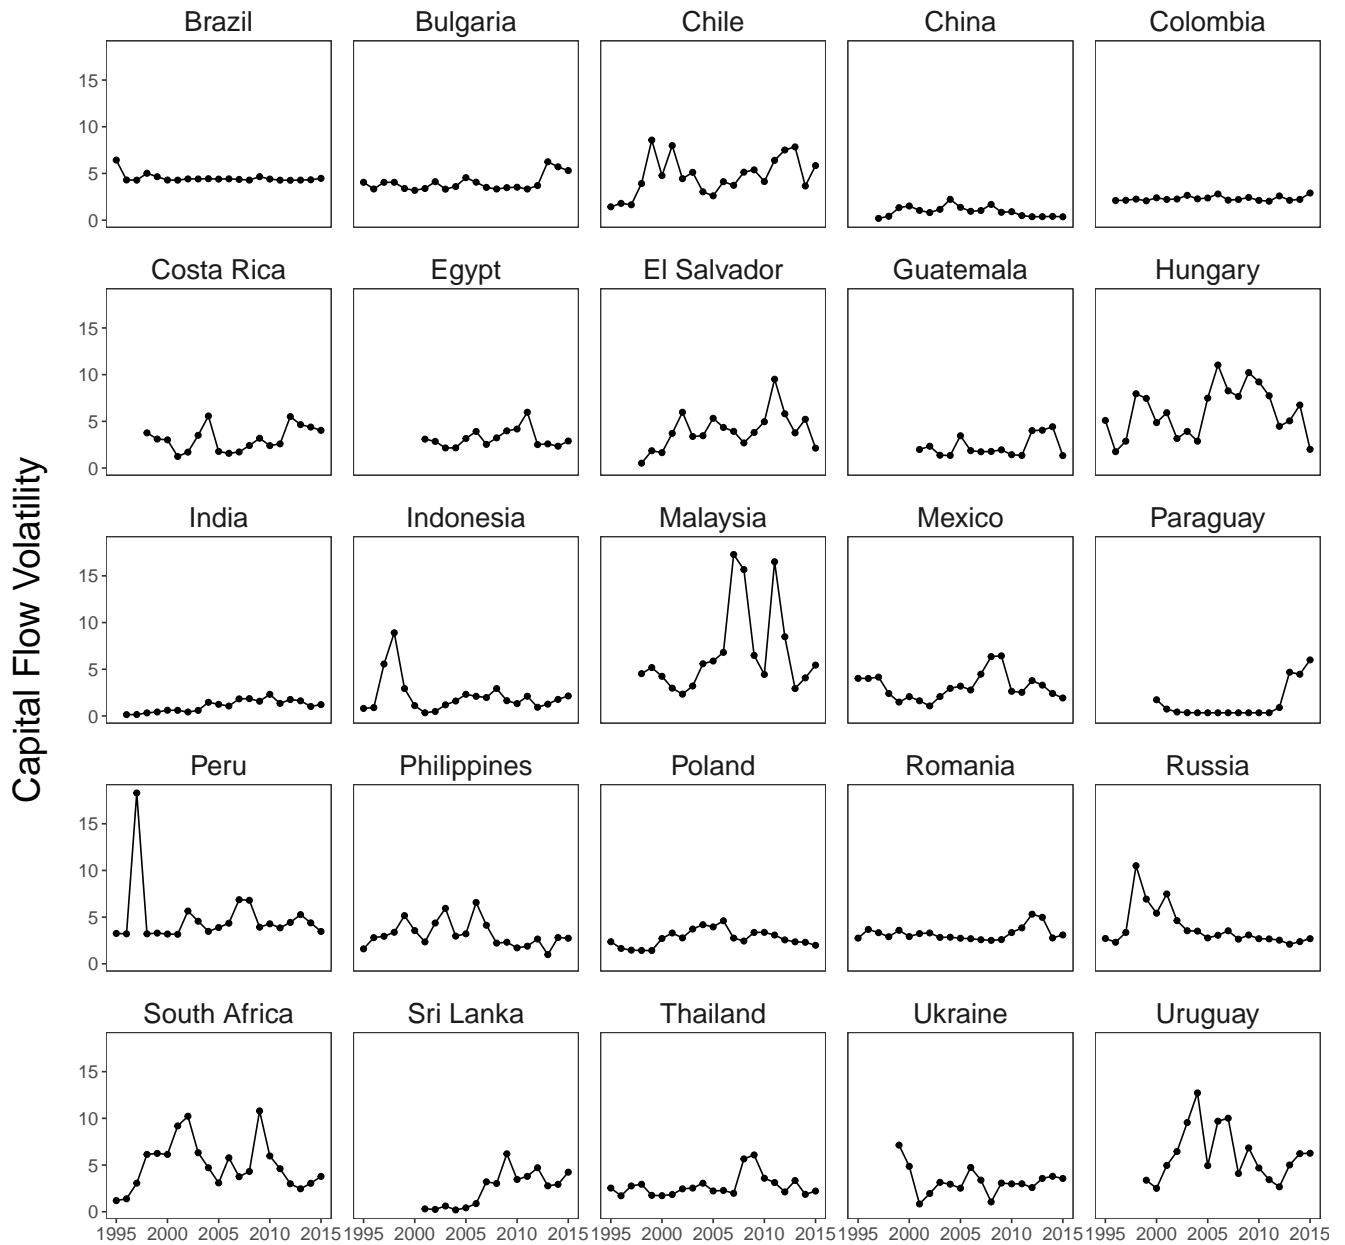 Brazil Bulgaria Chile China Colombia
15
10
5
0
Costa Rica Egypt El Salvador Guatemala Hungary
15
10
5
0
Capital Flow Volatility
India Indonesia Malaysia Mexico Paraguay
15
10
5
0
Peru Philippines Poland Romania Russia
15
10
5
0
South Africa Sri Lanka Thailand Ukraine Uruguay
15
10
5
0
1995 2000 2005 2010 2015 1995 2000 2005 2010 2015 1995 2000 2005 2010 2015 1995 2000 2005 2010 2015 1995 2000 2005 2010 2015